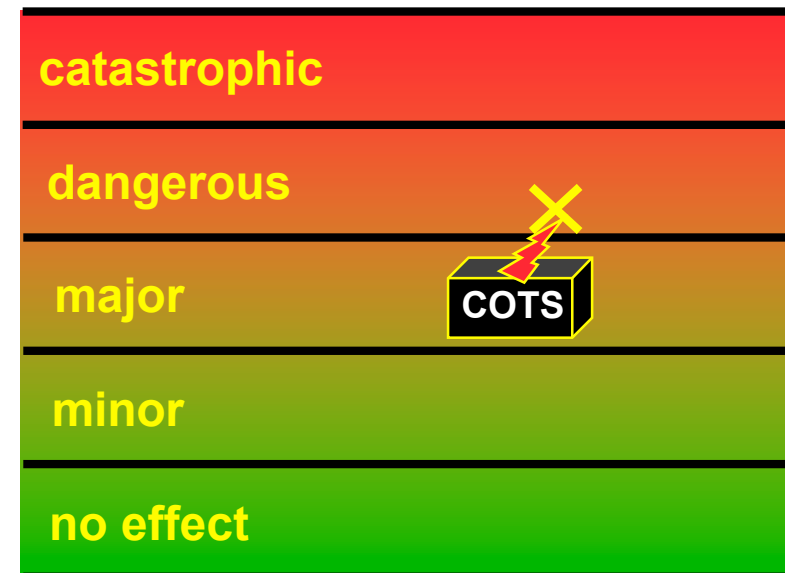 catastrophic
dangerous
major
COTS
minor
no effect